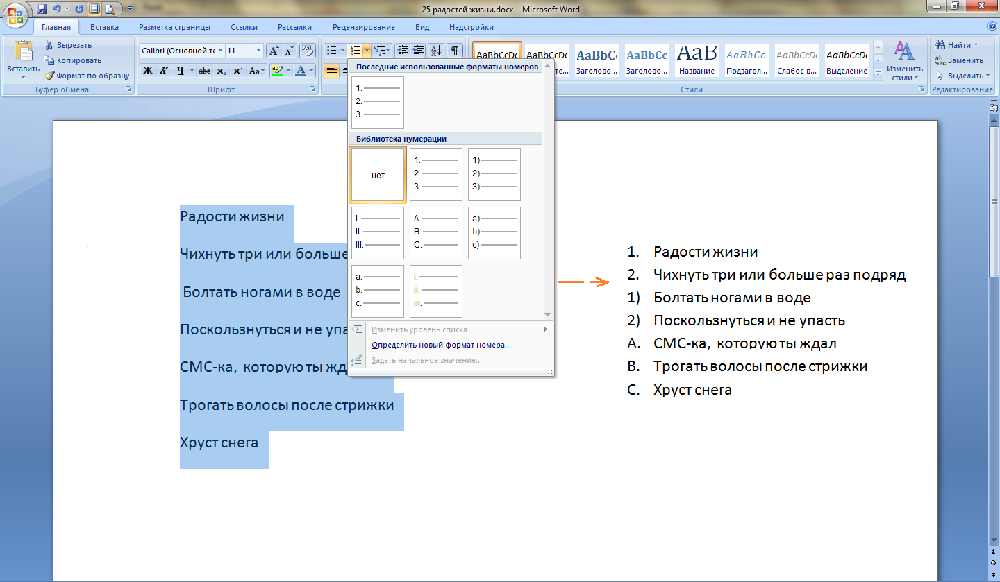 25 радостей жизни.docx - Microsoft Word
Главная Вставка Разметка страницы Ссылки Рассылки Рецензирование Вид Надстройки
Вставить
Вырезать
Копировать
Формат по образцу
Буфер обмена
Calibri (Основной те 11
Ж К Ч abc x₂ x² Aa
Шрифт
AaBbCcDc AaBbCcDc AaBbCc AaBbCc AaB AaBbCc. AaBbCcDc AaBbCcDc
те... Заголово... Заголово... Название Подзагол... Слабое в... Выделение
Изменить стили
Стили
Найти
Заменить
Выделить
Редактирование
Последние использованные форматы номеров
1.
2.
3.
Библиотека нумерации
нет
1.
2.
3.
1)
2)
3)
I.
II.
III.
A.
B.
C.
a)
b)
c)
a.
b.
c.
i.
ii.
iii.
Изменить уровень списка
Определить новый формат номера...
Задать начальное значение...
Радости жизни
Чихнуть три или больше
Болтать ногами в воде
Поскользнуться и не упа
СМС-ка, которую ты жд
Трогать волосы после стрижки
Хруст снега
1. Радости жизни
2. Чихнуть три или больше раз подряд
1) Болтать ногами в воде
2) Поскользнуться и не упасть
A. СМС-ка, которую ты ждал
B. Трогать волосы после стрижки
C. Хруст снега